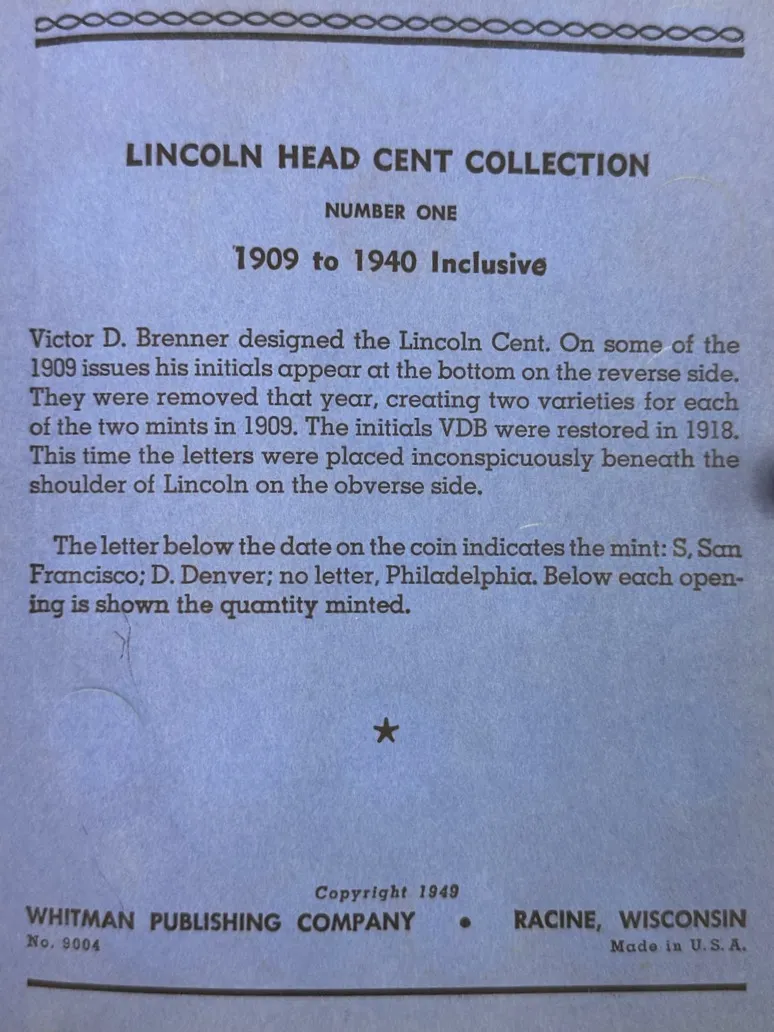 LINCOLN HEAD CENT COLLECTION
NUMBER ONE
1909 to 1940 Inclusive
Victor D. Brenner designed the Lincoln Cent. On some of the
1909 issues his initials appear at the bottom on the reverse side.
They were removed that year, creating two varieties for each
of the two mints in 1909. The initials VDB were restored in 1918.
This time the letters were placed inconspicuously beneath the
shoulder of Lincoln on the obverse side.
The letter below the date on the coin indicates the mint: S, San
Francisco; D. Denver; no letter, Philadelphia. Below each open-
ing is shown the quantity minted.
Copyright 1949
WHITMAN PUBLISHING COMPANY • RACINE, WISCONSIN
No. 9004 Made in U. S. A.